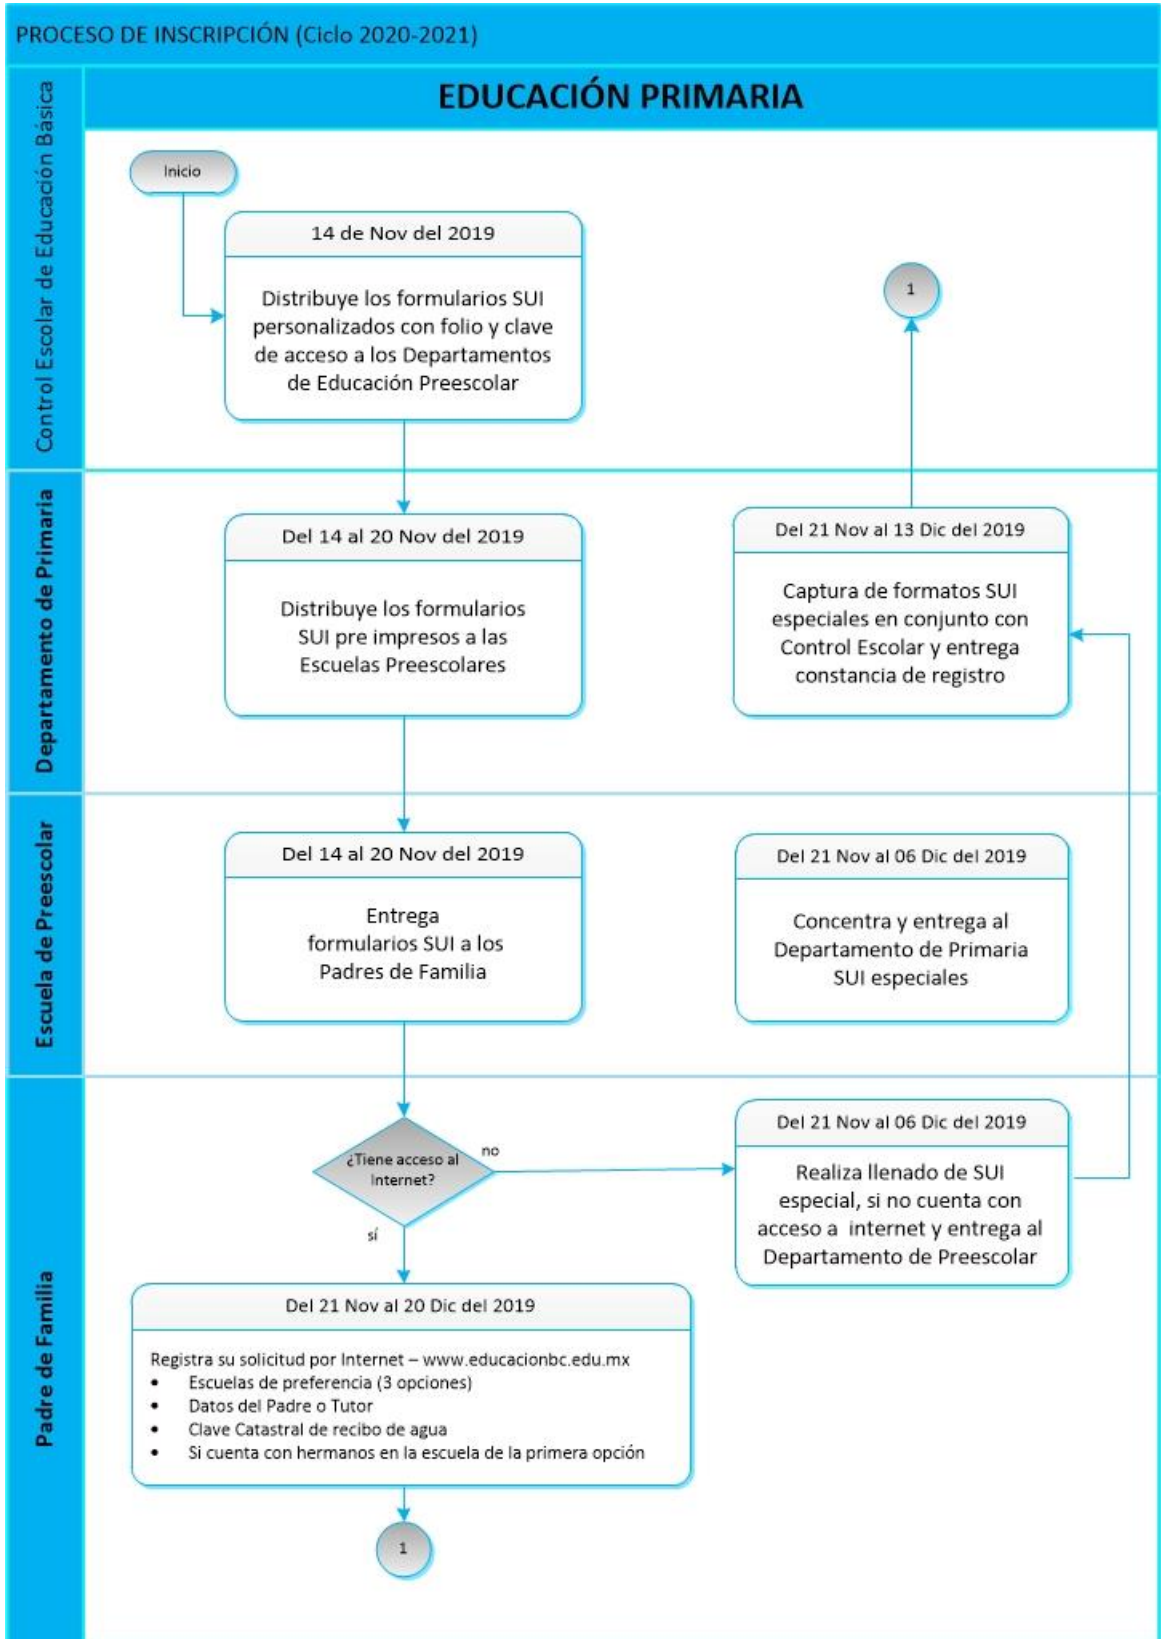 PROCESO DE INSCRIPCIÓN (Ciclo 2020-2021)
EDUCACIÓN PRIMARIA
Control Escolar de Educación Básica
Inicio
14 de Nov del 2019
Distribuye los formularios SUI
personalizados con folio y clave
de acceso a los Departamentos
de Educación Preescolar
1
Departamento de Primaria
Del 14 al 20 Nov del 2019
Distribuye los formularios
SUI pre impresos a las
Escuelas Preescolares
Del 21 Nov al 13 Dic del 2019
Captura de formatos SUI
especiales en conjunto con
Control Escolar y entrega
constancia de registro
Escuela de Preescolar
Del 14 al 20 Nov del 2019
Entrega
formularios SUI a los
Padres de Familia
Del 21 Nov al 06 Dic del 2019
Concentra y entrega al
Departamento de Primaria
SUI especiales
Padre de Familia
¿Tiene acceso al
Internet?
no
sí
Del 21 Nov al 06 Dic del 2019
Realiza llenado de SUI
especial, si no cuenta con
acceso a internet y entrega al
Departamento de Preescolar
Del 21 Nov al 20 Dic del 2019
Registra su solicitud por Internet – www.educacionbc.edu.mx
• Escuelas de preferencia (3 opciones)
• Datos del Padre o Tutor
• Clave Catastral de recibo de agua
• Si cuenta con hermanos en la escuela de la primera opción
1